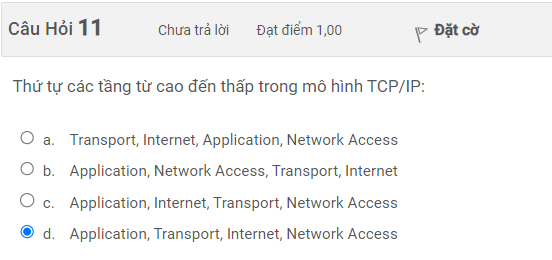 Câu Hỏi 11 Chưa trả lời Đạt điểm 1,00 Đặt cờ
Thứ tự các tầng từ cao đến thấp trong mô hình TCP/IP:
a. Transport, Internet, Application, Network Access
b. Application, Network Access, Transport, Internet
c. Application, Internet, Transport, Network Access
d. Application, Transport, Internet, Network Access